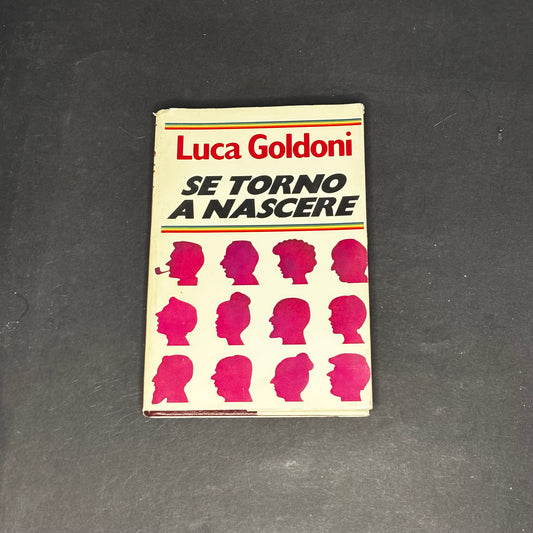 Luca Goldoni
SE TORNO
A NASCERE